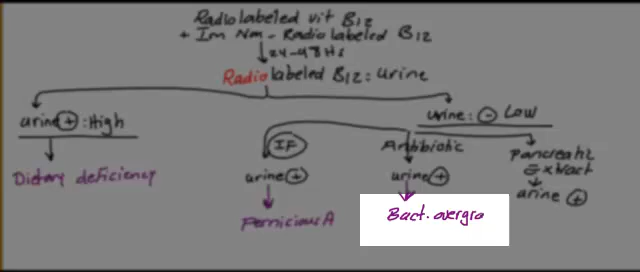 Radiolabeled vit B12
+ Im Nm - Radiolabeled B12
24-48Hs
Radiolabeled B12: urine
urine + : High
urine: - Low
IF
Antibiotic
Pancreatic
Extract
urine +
urine +
urine +
Dietary deficiency
Pernicious A
Bact. overgro